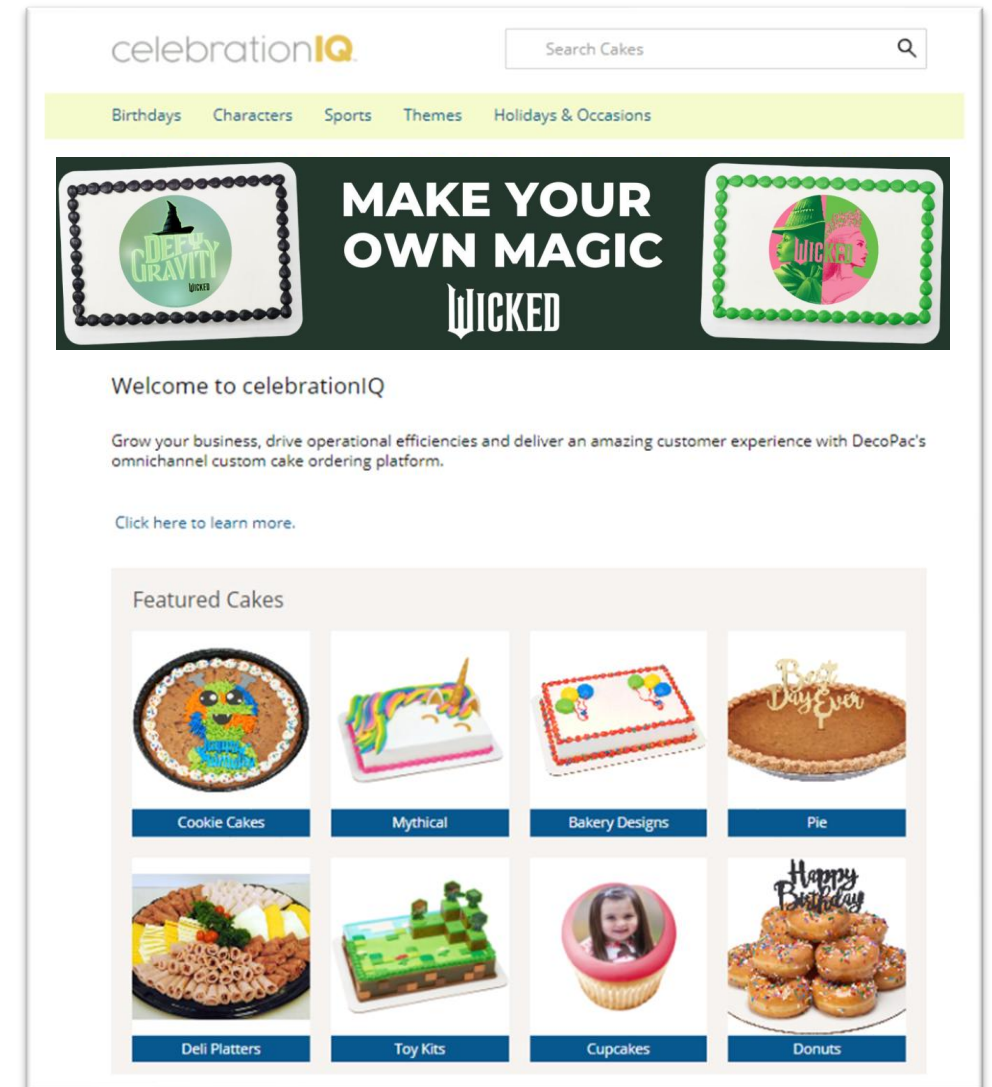 celebrationIQ
Search Cakes
Birthdays Characters Sports Themes Holidays & Occasions
DEFY
GRAVITY
WICKED
MAKE YOUR
OWN MAGIC
WICKED
WICKED
Welcome to celebrationIQ
Grow your business, drive operational efficiencies and deliver an amazing customer experience with DecoPac's
omnichannel custom cake ordering platform.
Click here to learn more.
Featured Cakes
Best
Day Ever
Cookie Cakes Mythical Bakery Designs Pie
Happy
Birthday
Deli Platters Toy Kits Cupcakes Donuts